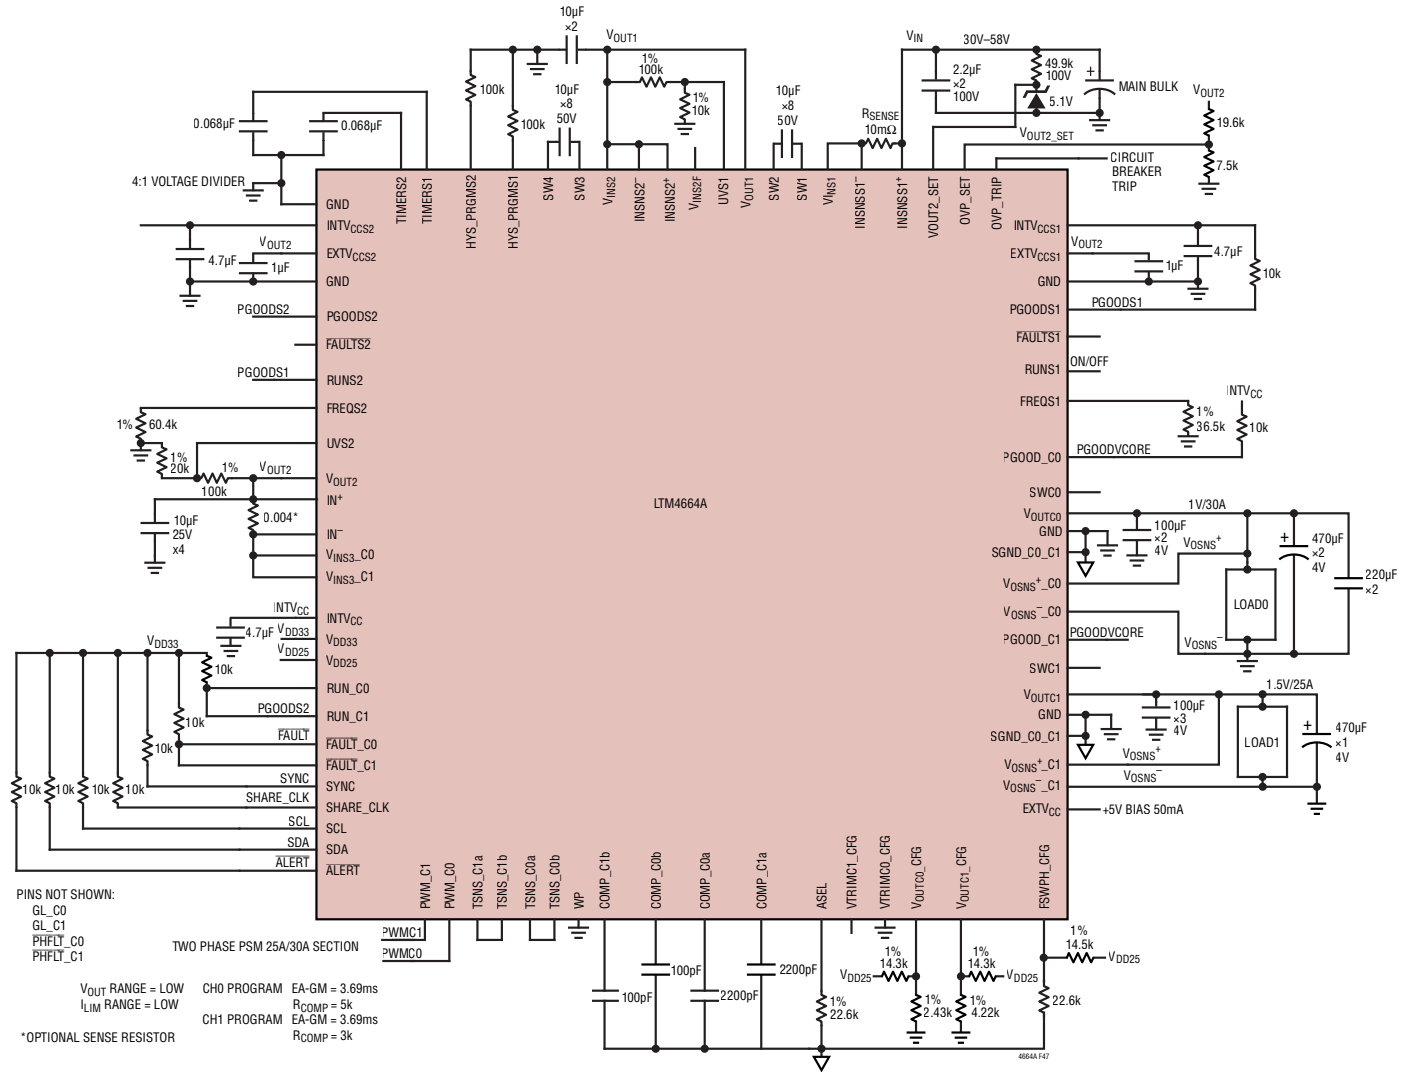 10µF
×2
VOUT1
1%
100k
100k
100k
10µF
×8
50V
1%
10k
10µF
×8
50V
VIN
30V–58V
2.2µF
×2
100V
49.9k
100V
5.1V
MAIN BULK
RSENSE
10mΩ
VOUT2_SET
VOUT2
19.6k
7.5k
CIRCUIT
BREAKER
TRIP
0.068µF
0.068µF
4:1 VOLTAGE DIVIDER
TIMERS2
TIMERS1
HYS_PRGMS2
HYS_PRGMS1
SW4
SW3
VINS2
INSNS2–
INSNS2+
VINS2F
UVS1
VOUT1
SW2
SW1
VINS1
INSNSS1–
INSNSS1+
VOUT2_SET
OVP_SET
OVP_TRIP
GND
INTVCCS2
VOUT2
EXTVCCS2
4.7µF
1µF
GND
PGOODS2
PGOODS2
FAULTS2
PGOODS1
RUNS2
FREQS2
1%
60.4k
UVS2
1%
20k
1%
100k
VOUT2
VOUT2
IN+
10µF
25V
x4
0.004*
IN–
VINS3_C0
VINS3_C1
INTVCC
INTVCC
4.7µF
VDD33
VDD33
VDD25
VDD25
VDD33
10k
RUN_C0
PGOODS2
RUN_C1
10k
FAULT
FAULT_C0
10k
FAULT_C1
SYNC
SYNC
10k
10k
10k
10k
SHARE_CLK
SHARE_CLK
SCL
SCL
SDA
SDA
ALERT
ALERT
LTM4664A
INTVCCS1
VOUT2
EXTVCCS1
1µF
4.7µF
10k
GND
PGOODS1
PGOODS1
FAULTS1
RUNS1
ON/OFF
FREQS1
1%
36.5k
INTVCC
10k
PGOOD_C0
PGOODVCORE
SWC0
VOUTC0
1V/30A
GND
100µF
×2
4V
SGND_C0_C1
VOSNS+
VOSNS+_C0
470µF
×2
4V
220µF
×2
LOAD0
VOSNS–_C0
VOSNS–
PGOOD_C1
PGOODVCORE
SWC1
VOUTC1
1.5V/25A
GND
100µF
×3
4V
SGND_C0_C1
LOAD1
470µF
×1
4V
VOSNS+
VOSNS+_C1
VOSNS–
VOSNS–_C1
EXTVCC
+5V BIAS 50mA
PWM_C1
PWM_C0
TSNS_C1a
TSNS_C1b
TSNS_C0a
TSNS_C0b
WP
COMP_C1b
COMP_C0b
COMP_C0a
COMP_C1a
ASEL
VTRIMC1_CFG
VTRIMC0_CFG
VOUTC0_CFG
VOUTC1_CFG
FSWPH_CFG
PINS NOT SHOWN:
GL_C0
GL_C1
PHFLT_C0
PHFLT_C1
TWO PHASE PSM 25A/30A SECTION
PWMC1
PWMC0
VOUT RANGE = LOW
ILIM RANGE = LOW
CH0 PROGRAM EA-GM = 3.69ms
RCOMP = 5k
CH1 PROGRAM EA-GM = 3.69ms
RCOMP = 3k
*OPTIONAL SENSE RESISTOR
100pF
100pF
2200pF
2200pF
1%
22.6k
VDD25
1%
14.3k
1%
2.43k
1%
14.3k
VDD25
1%
4.22k
1%
14.5k
VDD25
22.6k
4664A F47